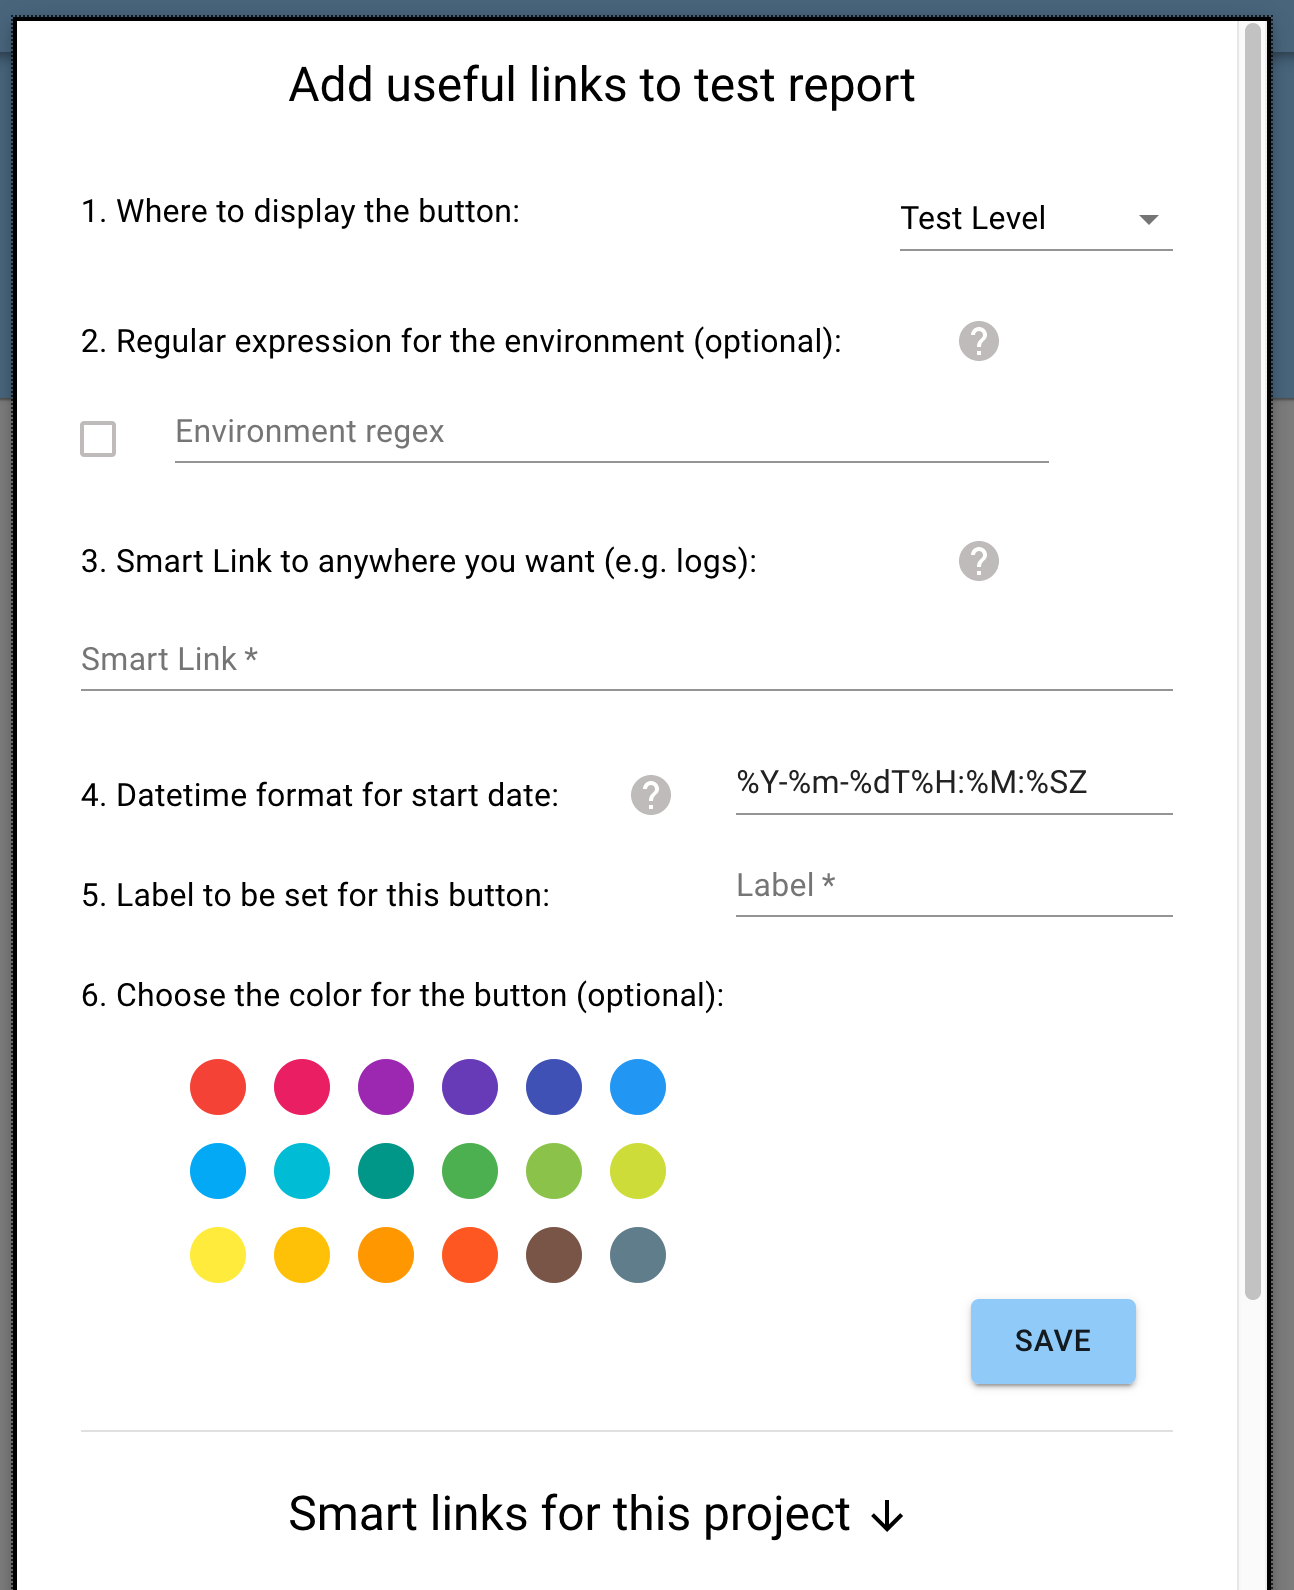 Add useful links to test report
1. Where to display the button:
Test Level
2. Regular expression for the environment (optional):
?
Environment regex
3. Smart Link to anywhere you want (e.g. logs):
?
Smart Link *
4. Datetime format for start date:
?
%Y-%m-%dT%H:%M:%SZ
5. Label to be set for this button:
Label *
6. Choose the color for the button (optional):
SAVE
Smart links for this project ↓